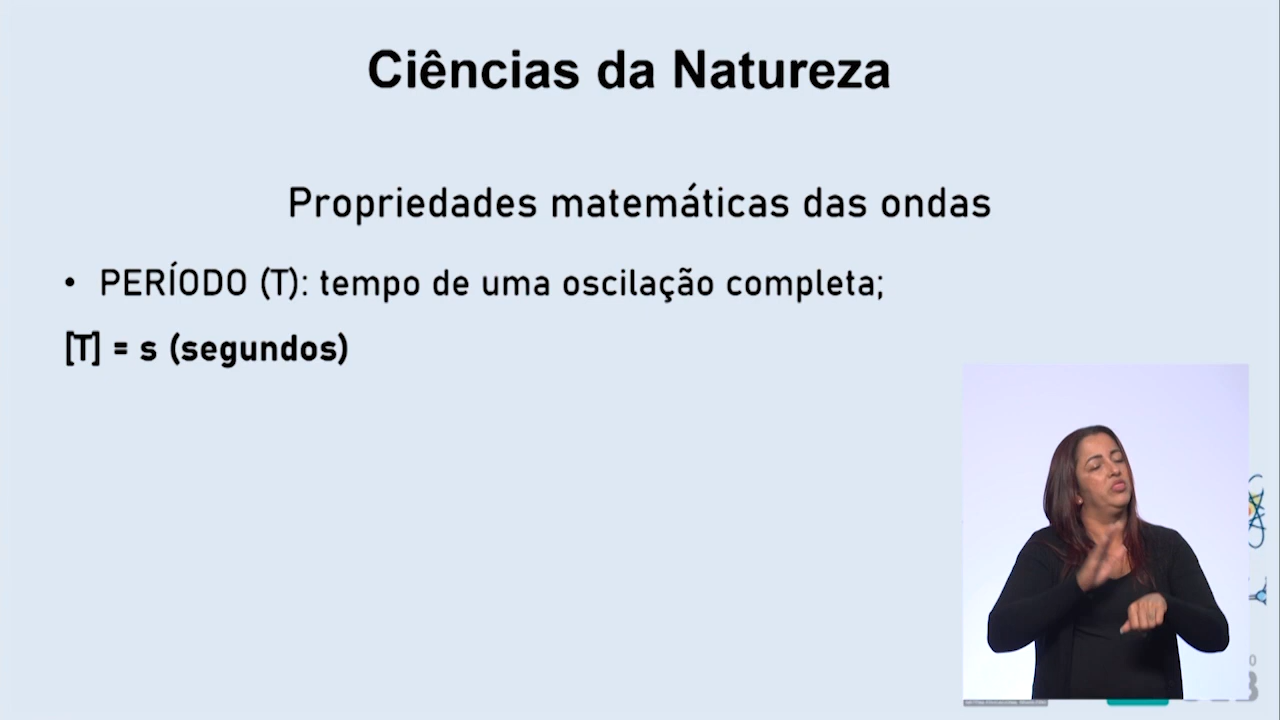 Ciências da Natureza
Propriedades matemáticas das ondas
• PERÍODO (T): tempo de uma oscilação completa;
[T] = s (segundos)